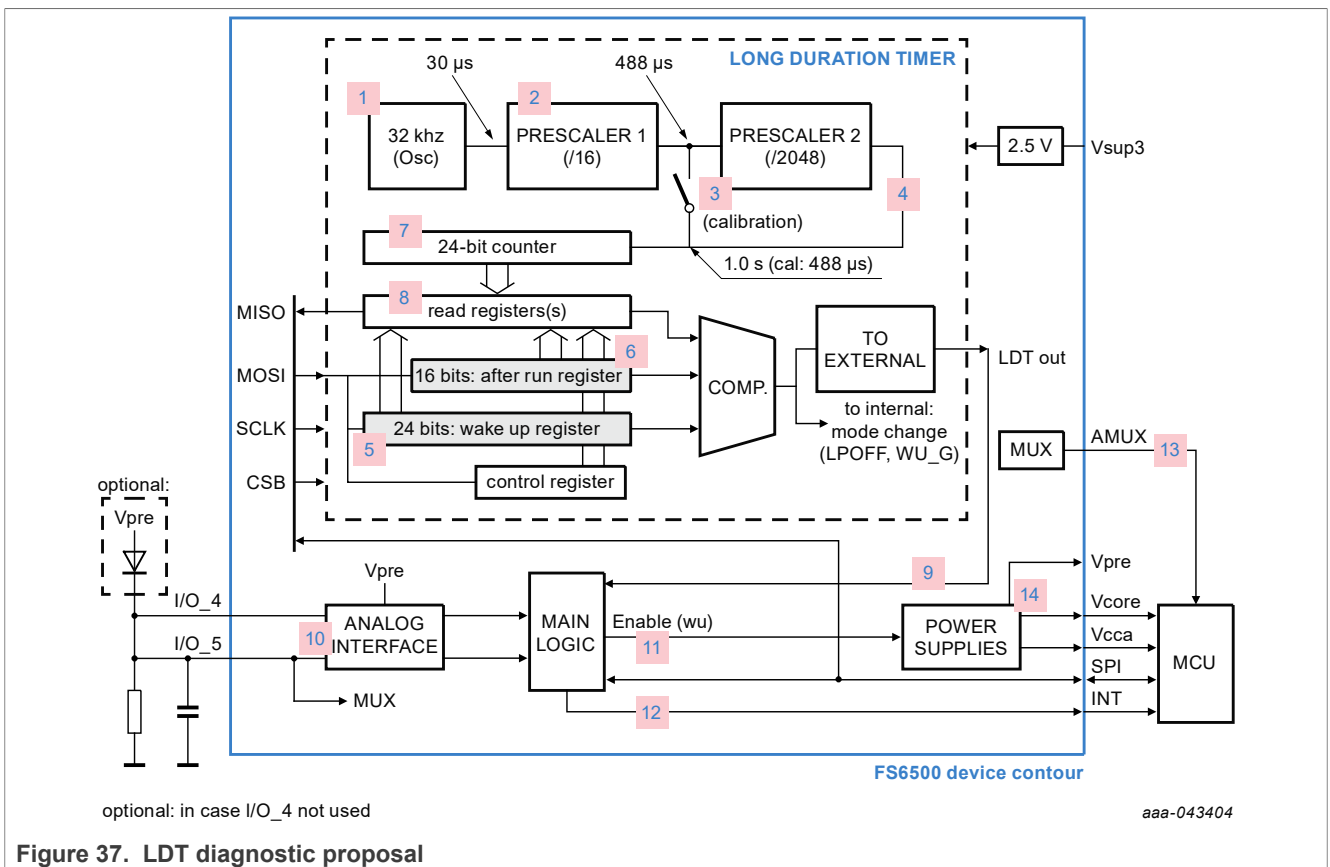 LONG DURATION TIMER
30 µs
488 µs
1
2
32 khz
(Osc)
PRESCALER 1
(/16)
PRESCALER 2
(/2048)
2.5 V
Vsup3
3
4
(calibration)
7
24-bit counter
1.0 s (cal: 488 µs)
8
MISO
read registers(s)
6
TO
EXTERNAL
LDT out
MOSI
16 bits: after run register
COMP.
to internal:
mode change
(LPOFF, WU_G)
SCLK
5
24 bits: wake up register
MUX
AMUX
13
CSB
control register
optional:
Vpre
9
Vpre
Vpre
14
I/O_4
10
ANALOG
INTERFACE
MAIN
LOGIC
Enable (wu)
11
POWER
SUPPLIES
Vcore
Vcca
MCU
I/O_5
SPI
MUX
12
INT
FS6500 device contour
optional: in case I/O_4 not used
aaa-043404
Figure 37. LDT diagnostic proposal